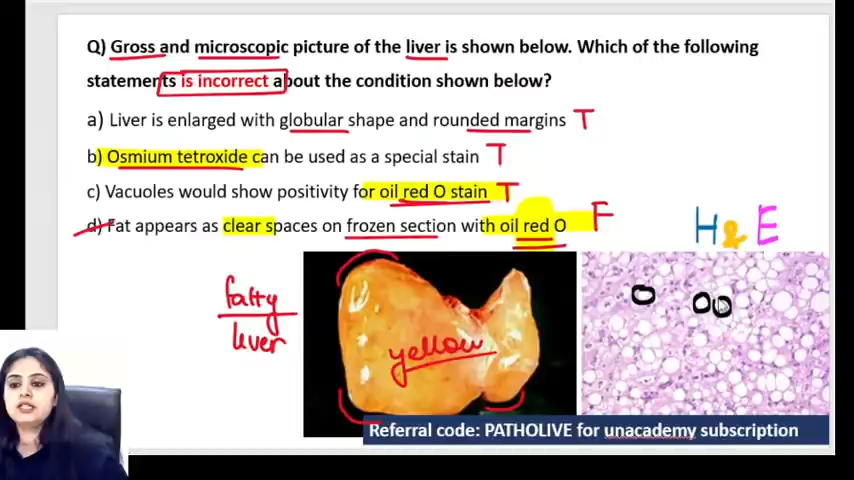 Q) Gross and microscopic picture of the liver is shown below. Which of the following
statements is incorrect about the condition shown below?
a) Liver is enlarged with globular shape and rounded margins T
b) Osmium tetroxide can be used as a special stain T
c) Vacuoles would show positivity for oil red O stain T
d) Fat appears as clear spaces on frozen section with oil red O F
H & E
fatty
liver
yellow
Referral code: PATHOLIVE for unacademy subscription